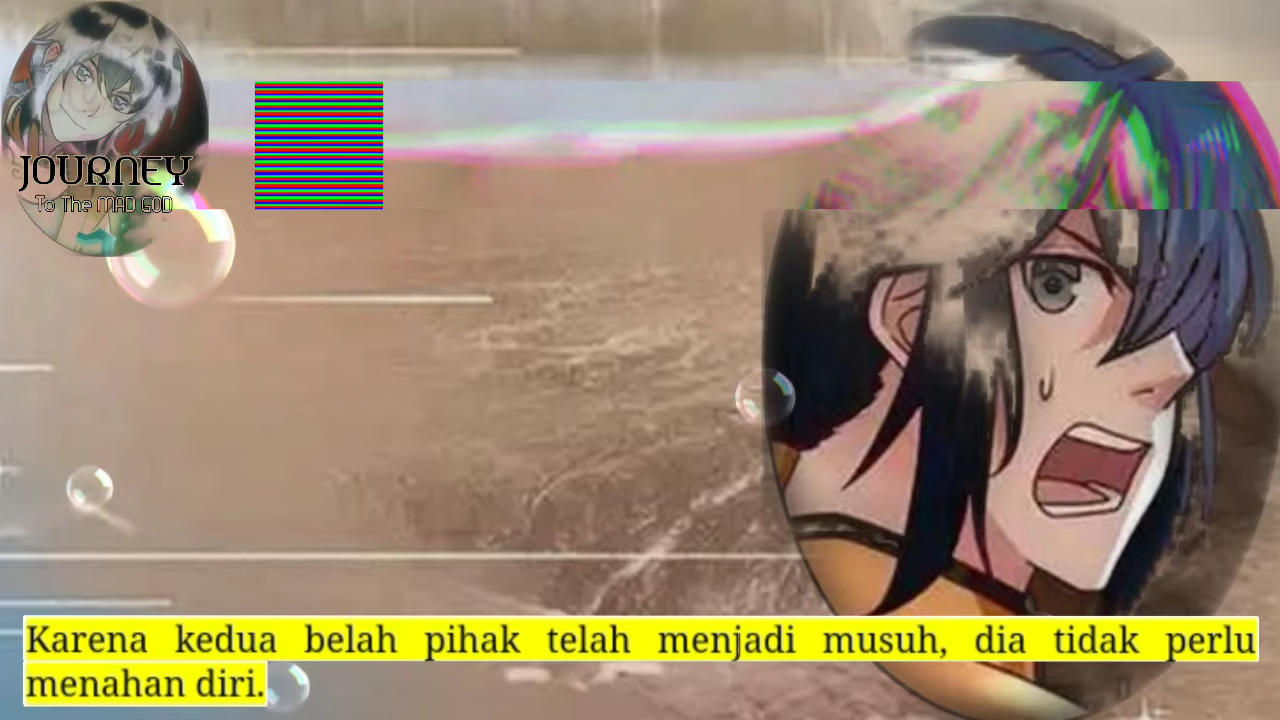 JOURNEY
To The MAD GOD
Karena kedua belah pihak telah menjadi musuh, dia tidak perlu
menahan diri.